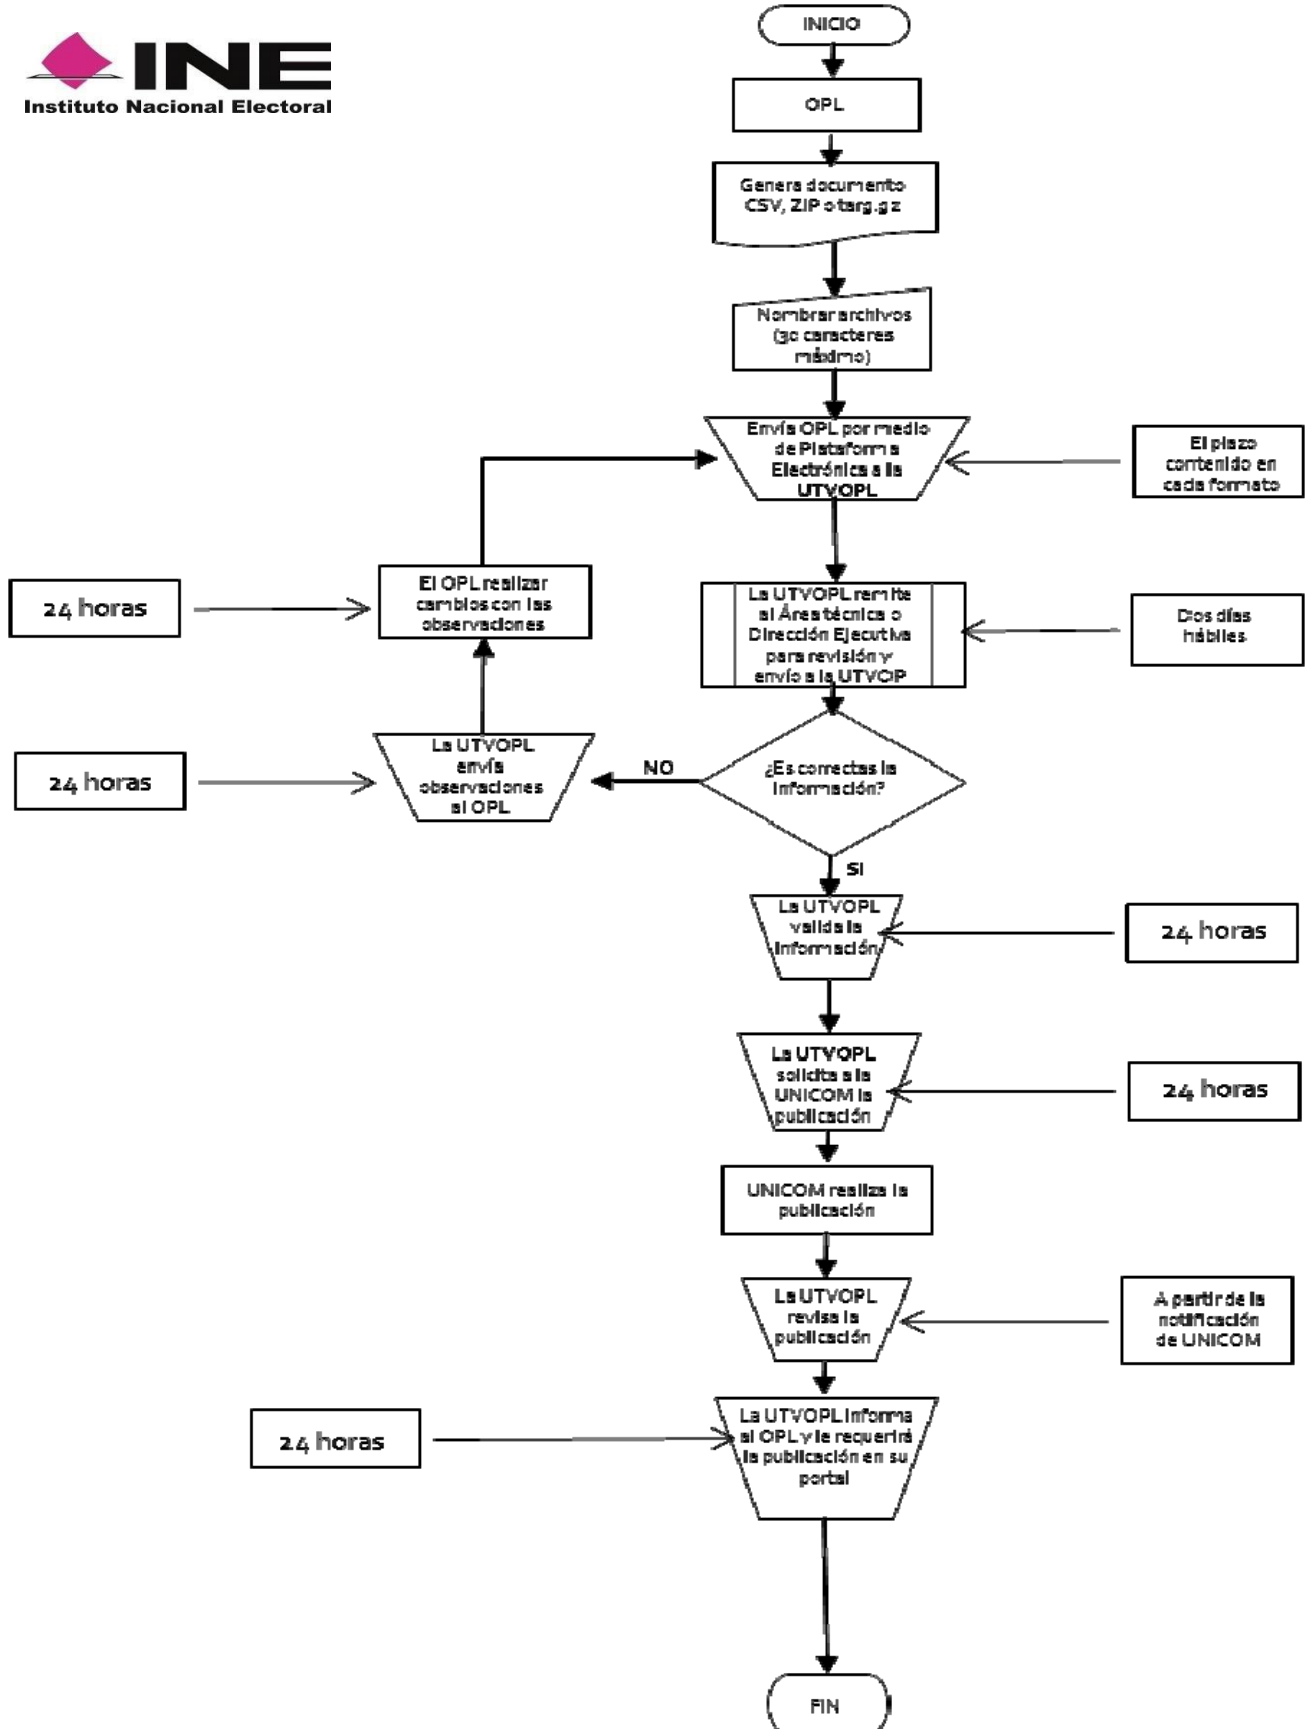 INE
Instituto Nacional Electoral
INICIO
OPL
Genera documento
CSV, ZIP o targ.gz
Nombrar archivos
(30 caracteres
máximo)
Envía OPL por medio
de Plataforma
Electrónica a la
UTVOPL
El plazo
contenido en
cada formato
24 horas
El OPL realizar
cambios con las
observaciones
La UTVOPL remite
al Área técnica o
Dirección Ejecutiva
para revisión y
envío a la UTVOP
Dos días
hábiles
24 horas
La UTVOPL
envía
observaciones
al OPL
NO
¿Es correctas la
información?
SI
La UTVOPL
valida la
información
24 horas
La UTVOPL
solicita a la
UNICOM la
publicación
24 horas
UNICOM realiza la
publicación
La UTVOPL
revisa la
publicación
A partir de la
notificación
de UNICOM
24 horas
La UTVOPL informa
al OPL y le requerirá
la publicación en su
portal
FIN